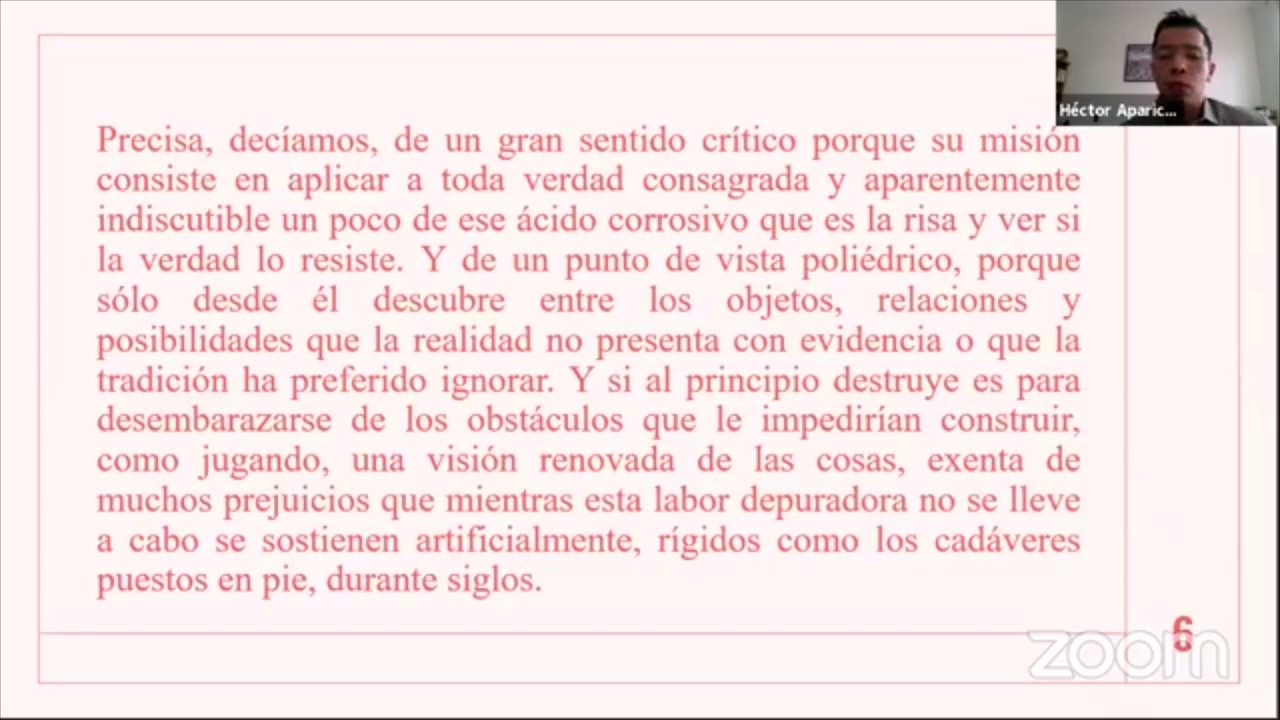 Héctor Aparic...
Precisa, decíamos, de un gran sentido crítico porque su misión
consiste en aplicar a toda verdad consagrada y aparentemente
indiscutible un poco de ese ácido corrosivo que es la risa y ver si
la verdad lo resiste. Y de un punto de vista poliédrico, porque
sólo desde él descubre entre los objetos, relaciones y
posibilidades que la realidad no presenta con evidencia o que la
tradición ha preferido ignorar. Y si al principio destruye es para
desembarazarse de los obstáculos que le impedirían construir,
como jugando, una visión renovada de las cosas, exenta de
muchos prejuicios que mientras esta labor depuradora no se lleve
a cabo se sostienen artificialmente, rígidos como los cadáveres
puestos en pie, durante siglos.
6
zoom